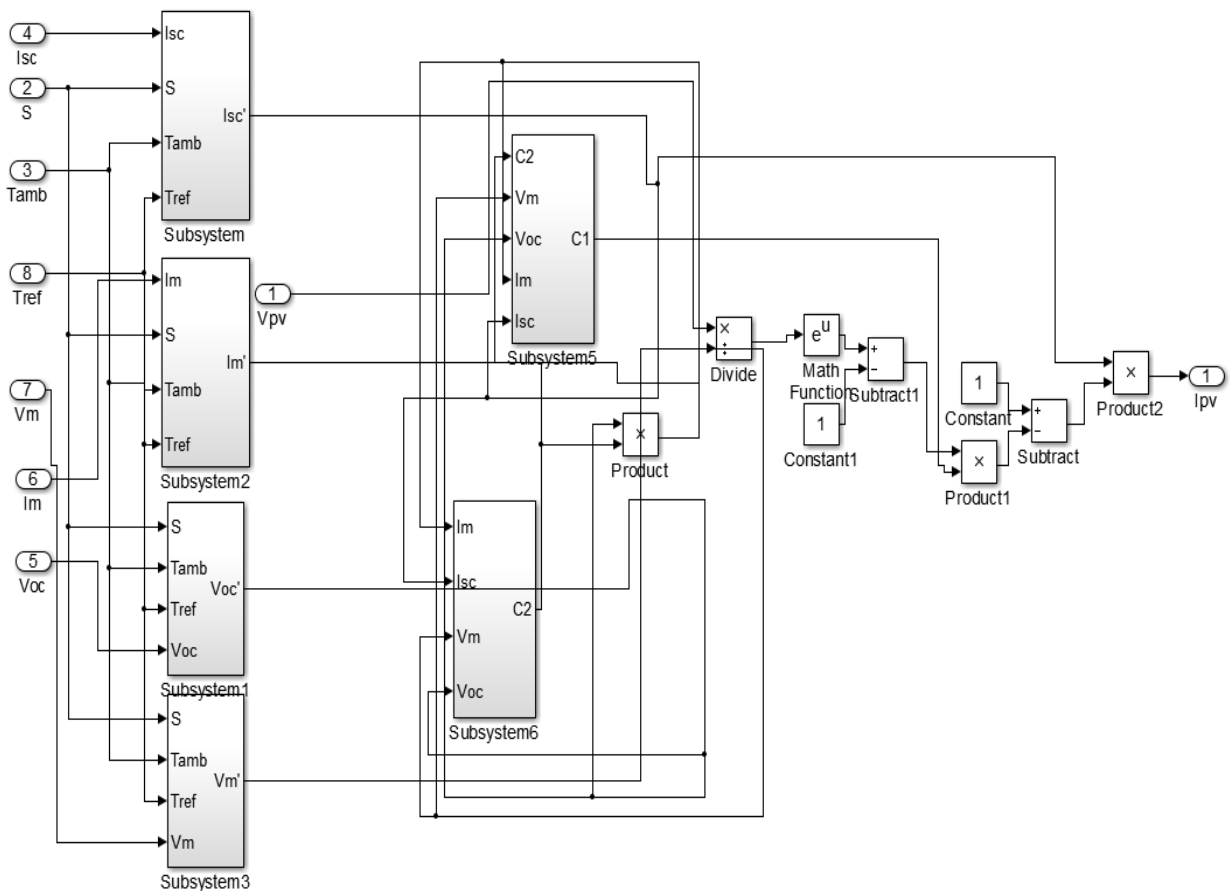 4
Isc
2
S
3
Tamb
8
Tref
7
Vm
6
Im
5
Voc
Isc
S
Tamb
Tref
Isc'
Subsystem
Im
S
Tamb
Tref
Im'
Subsystem2
S
Tamb
Tref
Voc
Voc'
Subsystem1
S
Tamb
Tref
Vm
Vm'
Subsystem3
1
Vpv
C2
Vm
Voc
Im
Isc
C1
Subsystem5
Im
Isc
Vm
Voc
C2
Subsystem6
×
Product
×
÷
÷
Divide
e^u
Math
Function
1
Constant1
+
−
Subtract1
×
Product1
1
Constant
+
−
Subtract
×
Product2
1
Ipv